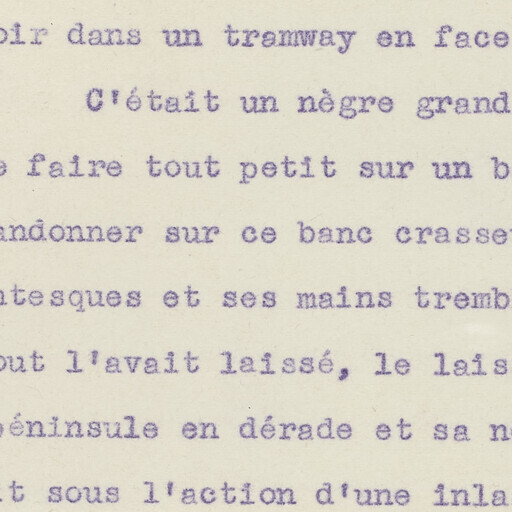 oir dans un tramway en face
C'était un nègre grand
e faire tout petit sur un b
andonner sur ce banc crasse
ntesques et ses mains tremb
out l'avait laissé, le lais
péninsule en dérade et sa n
it sous l'action d'une inla